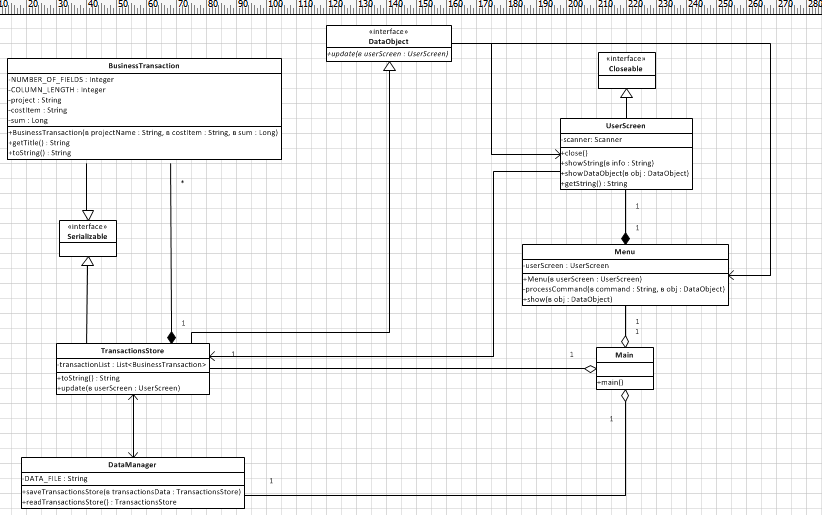 10 20 30 40 50 60 70 80 90 100 110 120 130 140 150 160 170 180 190 200 210 220 230 240 250 260 270 280
«interface»
DataObject
+update(в userScreen : UserScreen)
«interface»
Closeable
BusinessTransaction
-NUMBER_OF_FIELDS : Integer
-COLUMN_LENGTH : Integer
-project : String
-costItem : String
-sum : Long
+BusinessTransaction(в projectName : String, в costItem : String, в sum : Long)
+getTitle() : String
+toString() : String
UserScreen
-scanner: Scanner
+close()
+showString(в info : String)
+showDataObject(в obj : DataObject)
+getString() : String
*
1
1
«interface»
Serializable
Menu
-userScreen : UserScreen
+Menu(в userScreen : UserScreen)
-processCommand(в command : String, в obj : DataObject)
+show(в obj : DataObject)
1
1
1
TransactionsStore
-transactionList : List<BusinessTransaction>
+toString() : String
+update(в userScreen : UserScreen)
1
1
Main
+main()
1
DataManager
-DATA_FILE : String
+saveTransactionsStore(в transactionsData : TransactionsStore)
+readTransactionsStore() : TransactionsStore
1